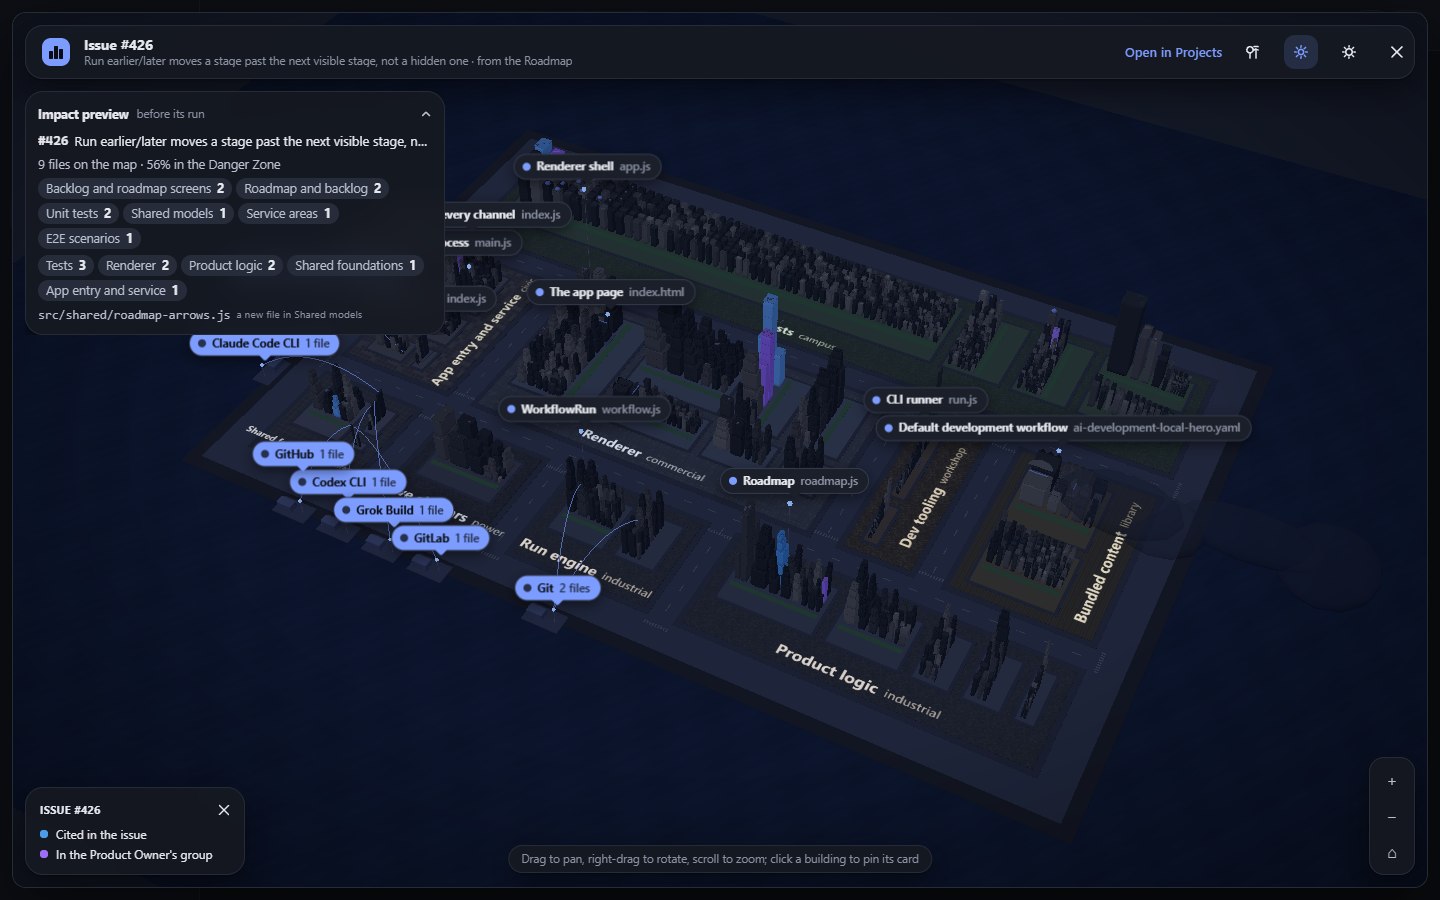 Issue #426
Run earlier/later moves a stage past the next visible stage, not a hidden one · from the Roadmap
Open in Projects
Impact preview before its run
#426 Run earlier/later moves a stage past the next visible stage, n...
9 files on the map · 56% in the Danger Zone
Backlog and roadmap screens 2 Roadmap and backlog 2
Unit tests 2 Shared models 1 Service areas 1
E2E scenarios 1
Tests 3 Renderer 2 Product logic 2 Shared foundations 1
App entry and service 1
src/shared/roadmap-arrows.js a new file in Shared models
Renderer shell app.js
every channel index.js
cess main.js
index.js
The app page index.html
Claude Code CLI 1 file
App entry and service
sts campus
WorkflowRun workflow.js
CLI runner run.js
Default development workflow ai-development-local-hero.yaml
Renderer commercial
Shared
GitHub 1 file
Codex CLI 1 file
Grok Build 1 file
GitLab 1 file
rs power
Roadmap roadmap.js
Dev tooling workshop
Run engine industrial
Git 2 files
Bundled content library
Product logic industrial
ISSUE #426
Cited in the issue
In the Product Owner's group
Drag to pan, right-drag to rotate, scroll to zoom; click a building to pin its card